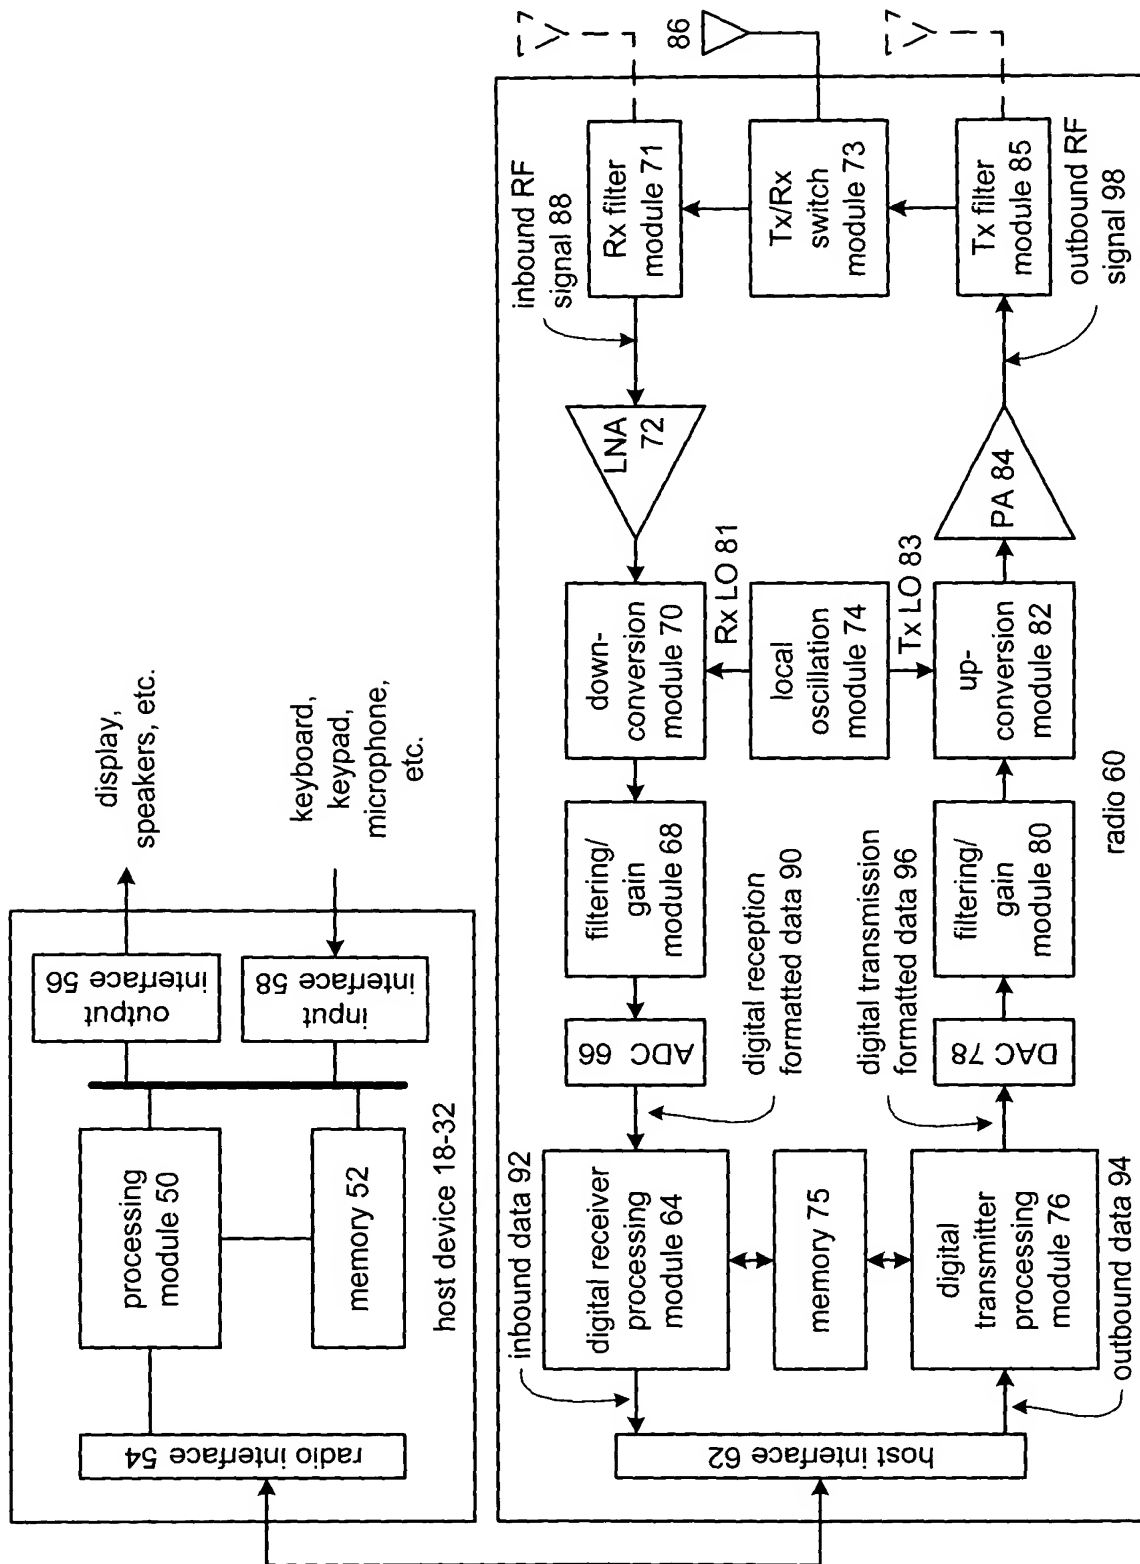 display,
speakers, etc.
keyboard,
keypad,
microphone,
etc.
output
interface 56
input
interface 58
processing
module 50
memory 52
radio interface 54
host device 18-32
86
inbound RF
signal 88
Rx filter
module 71
Tx/Rx
switch
module 73
Tx filter
module 85
outbound RF
signal 98
LNA
72
PA 84
down-
conversion
module 70
Rx LO 81
local
oscillation
module 74
Tx LO 83
up-
conversion
module 82
filtering/
gain
module 68
filtering/
gain
module 80
radio 60
ADC 66
digital reception
formatted data 90
digital transmission
formatted data 96
DAC 78
inbound data 92
digital receiver
processing
module 64
memory 75
digital
transmitter
processing
module 76
outbound data 94
host interface 62